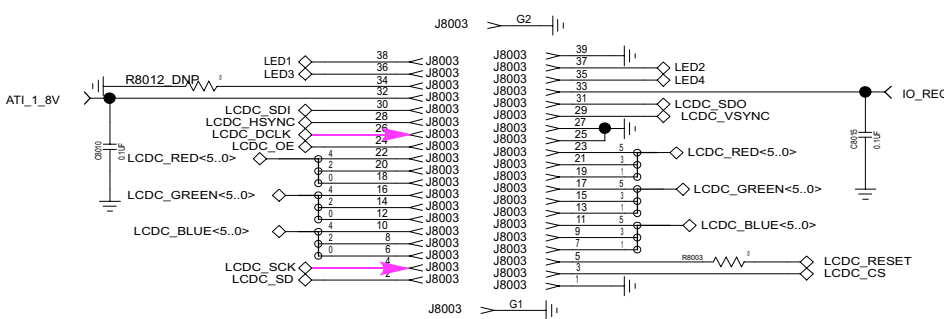 J8003 G2
LED1 38 J8003
LED3 36 J8003
R8012_DNP 0 34 J8003
ATI_1_8V 32 J8003
LCDC_SDI 30 J8003
LCDC_HSYNC 28 J8003
LCDC_DCLK 26 J8003
LCDC_OE 24 J8003
LCDC_RED<5..0> 4 22 J8003
2 20 J8003
0 18 J8003
LCDC_GREEN<5..0> 4 16 J8003
2 14 J8003
0 12 J8003
LCDC_BLUE<5..0> 4 10 J8003
2 8 J8003
0 6 J8003
LCDC_SCK 4 J8003
LCDC_SD 2 J8003
C8010
0.1UF
J8003 39
J8003 37 LED2
J8003 35 LED4
J8003 33 IO_REG
J8003 31 LCDC_SDO
J8003 29 LCDC_VSYNC
J8003 27
J8003 25
J8003 23 5 LCDC_RED<5..0>
J8003 21 3
J8003 19 1
J8003 17 5 LCDC_GREEN<5..0>
J8003 15 3
J8003 13 1
J8003 11 5 LCDC_BLUE<5..0>
J8003 9 3
J8003 7 1
J8003 5 R8003 0 LCDC_RESET
J8003 3 LCDC_CS
J8003 1
C8015
0.1UF
J8003 G1